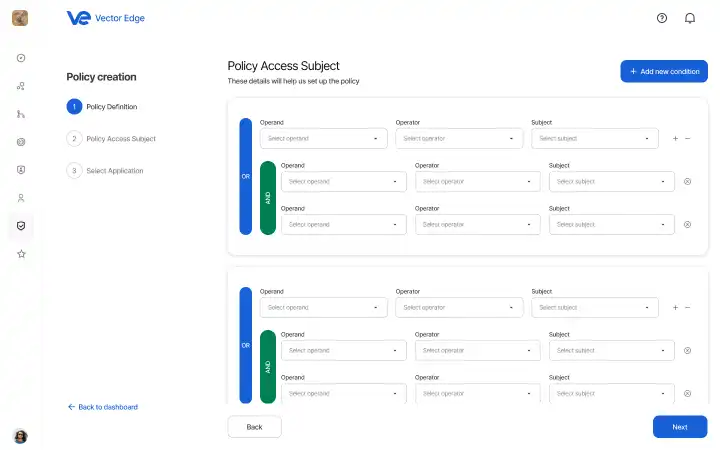 Vector Edge
Policy creation
1 Policy Definition
2 Policy Access Subject
3 Select Application
Back to dashboard
Policy Access Subject
These details will help us set up the policy
+ Add new condition
OR
Operand Operator Subject
Select operand Select operator Select subject
AND
Operand Operator Subject
Select operand Select operator Select subject
Operand Operator Subject
Select operand Select operator Select subject
OR
Operand Operator Subject
Select operand Select operator Select subject
AND
Operand Operator Subject
Select operand Select operator Select subject
Operand Operator Subject
Select operand Select operator Select subject
Back
Next